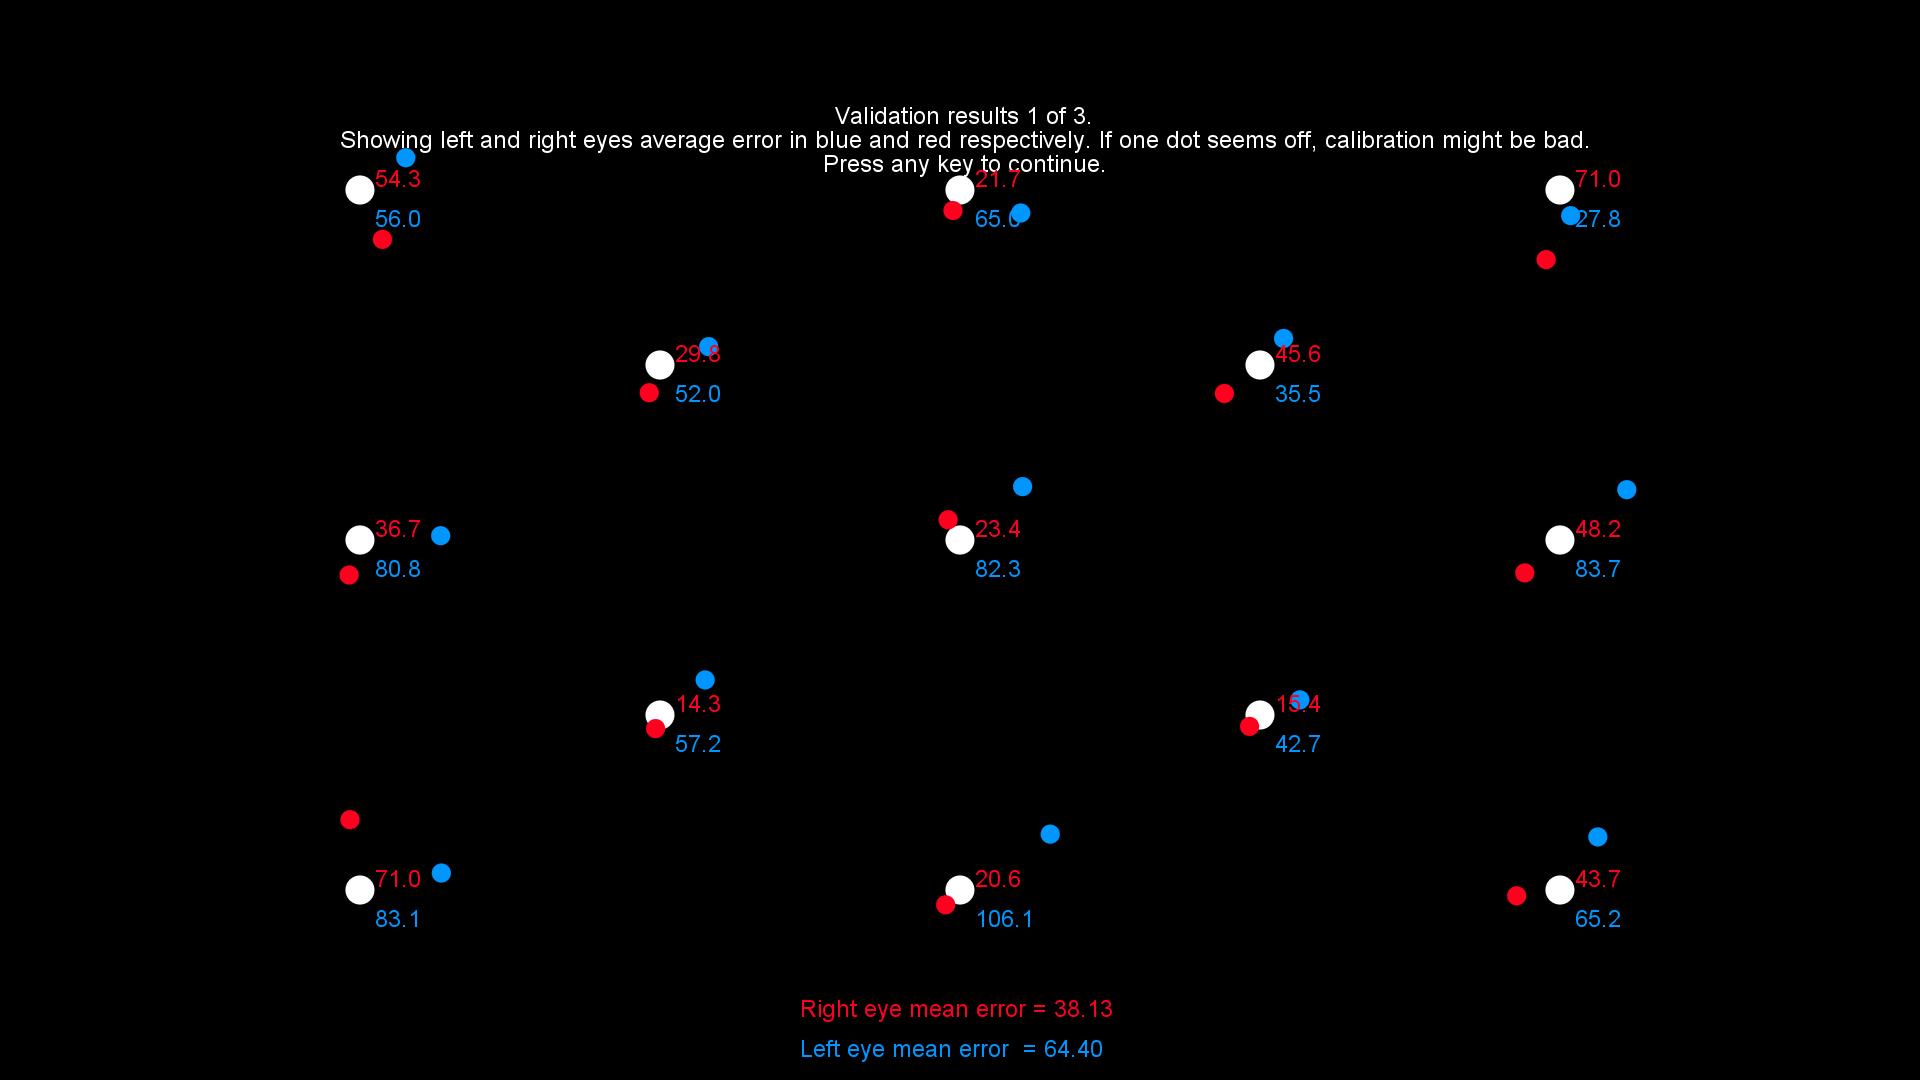 Validation results 1 of 3.
Showing left and right eyes average error in blue and red respectively. If one dot seems off, calibration might be bad.
Press any key to continue.
54.3 21.7 71.0
56.0 65.0 27.8
29.8 45.6
52.0 35.5
36.7 23.4 48.2
80.8 82.3 83.7
14.3 15.4
57.2 42.7
71.0 20.6 43.7
83.1 106.1 65.2
Right eye mean error = 38.13
Left eye mean error = 64.40